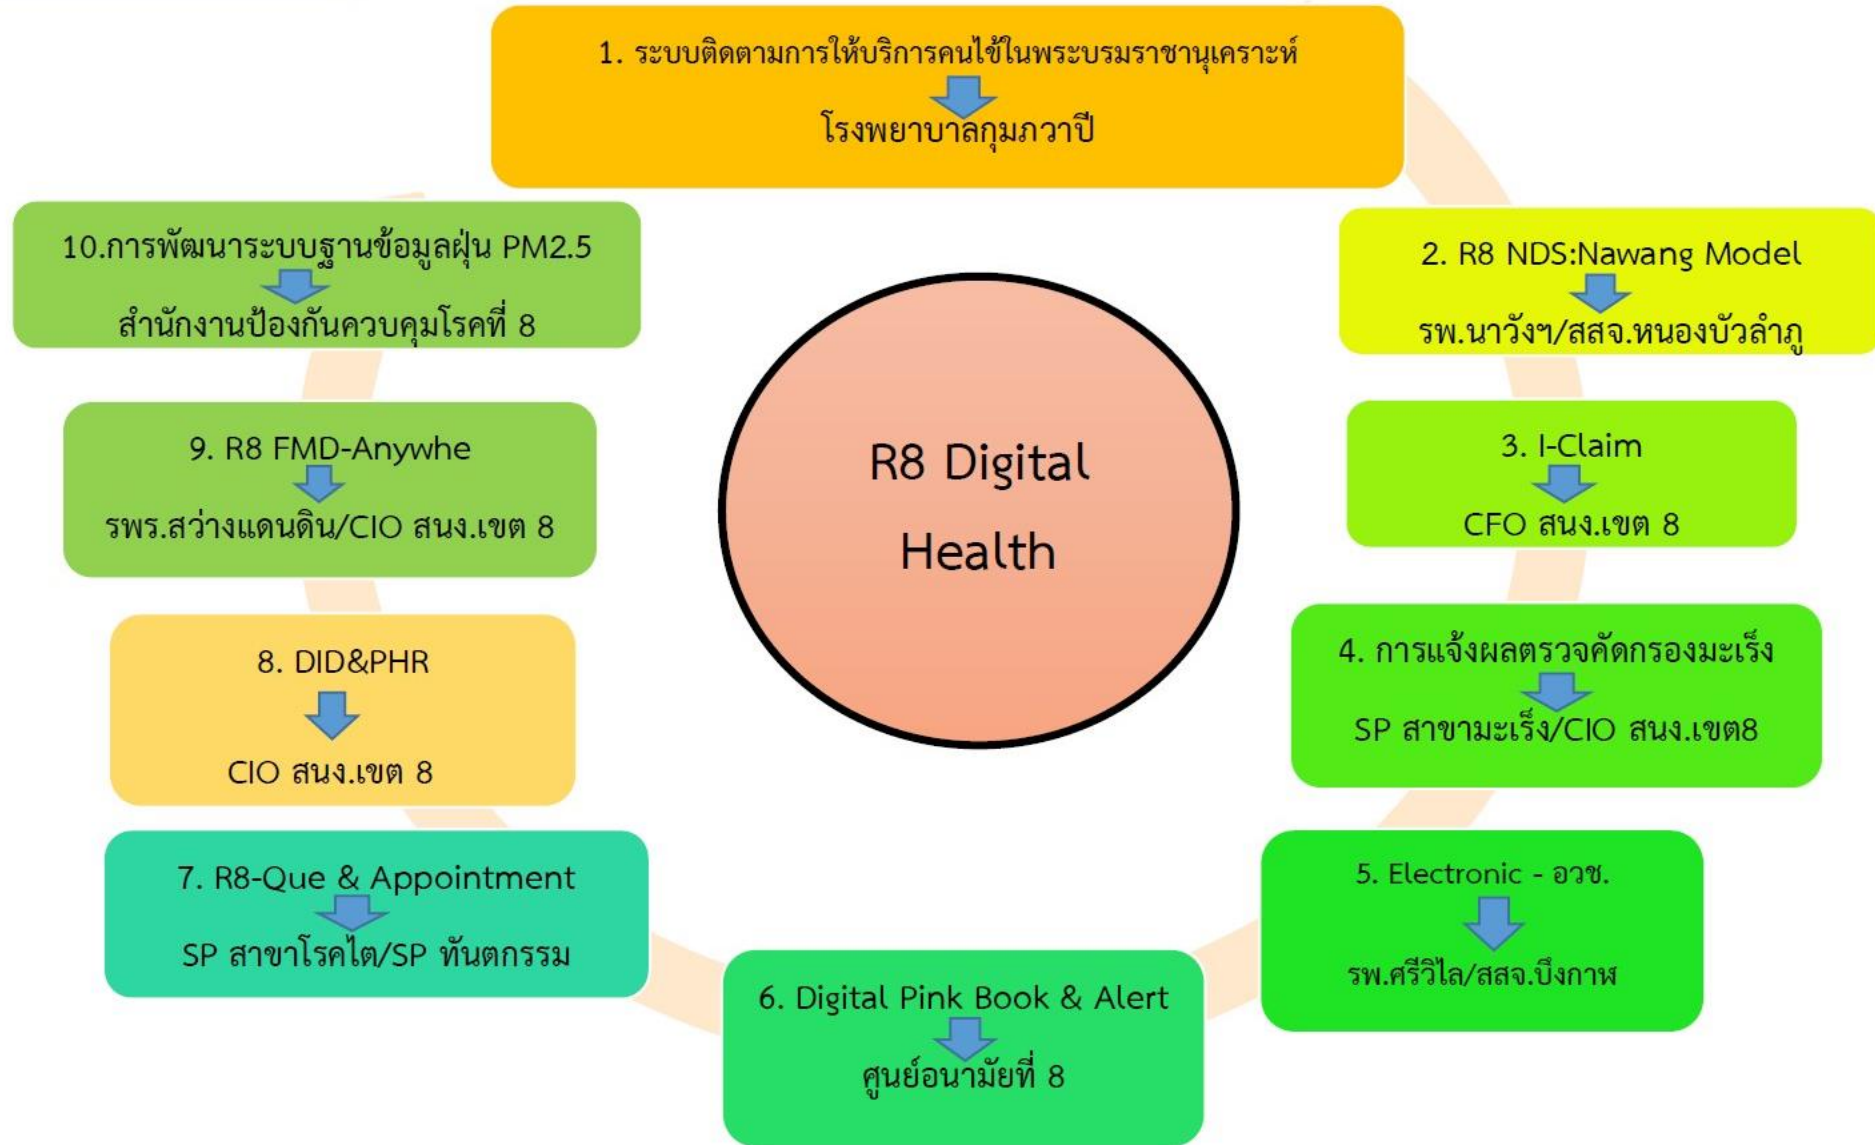 1. ระบบติดตามการให้บริการคนไข้ในพระบรมราชานุเคราะห์
โรงพยาบาลกุมภวาปี
2. R8 NDS:Nawang Model
รพ.นาวังฯ/สสจ.หนองบัวลำภู
3. I-Claim
CFO สนง.เขต 8
4. การแจ้งผลตรวจคัดกรองมะเร็ง
SP สาขามะเร็ง/CIO สนง.เขต8
5. Electronic - อวช.
รพ.ศรีวิไล/สสจ.บึงกาฬ
6. Digital Pink Book & Alert
ศูนย์อนามัยที่ 8
7. R8-Que & Appointment
SP สาขาโรคไต/SP ทันตกรรม
8. DID&PHR
CIO สนง.เขต 8
9. R8 FMD-Anywhe
รพร.สว่างแดนดิน/CIO สนง.เขต 8
10.การพัฒนาระบบฐานข้อมูลฝุ่น PM2.5
สำนักงานป้องกันควบคุมโรคที่ 8
R8 Digital
Health